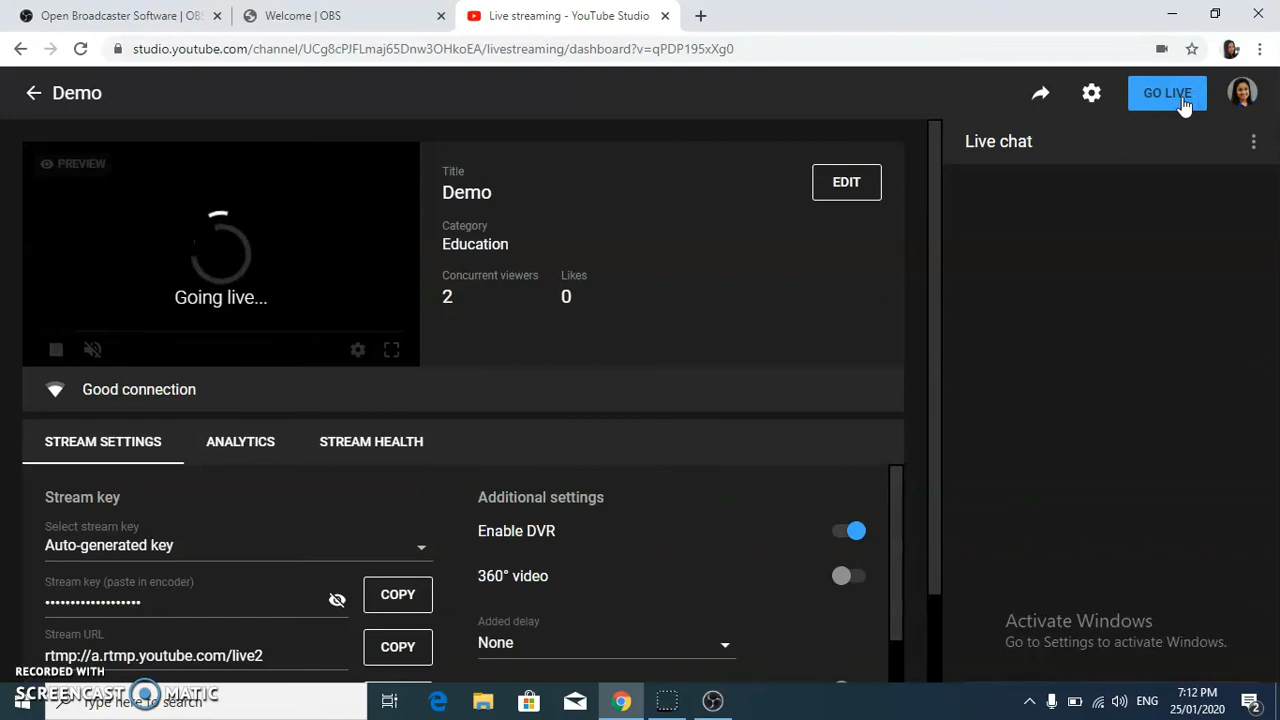 Open Broadcaster Software | OBS
Welcome | OBS
Live streaming - YouTube Studio
studio.youtube.com/channel/UCg8cPJFLmaj65Dnw3OHkoEA/livestreaming/dashboard?v=qPDP195xXg0
Demo
GO LIVE
Live chat
PREVIEW
Going live...
Title
Demo
EDIT
Category
Education
Concurrent viewers
Likes
2
0
Good connection
STREAM SETTINGS
ANALYTICS
STREAM HEALTH
Stream key
Select stream key
Auto-generated key
Stream key (paste in encoder)
•••••••••••••••••••
COPY
Stream URL
rtmp://a.rtmp.youtube.com/live2
COPY
Additional settings
Enable DVR
360° video
Added delay
None
Activate Windows
Go to Settings to activate Windows.
RECORDED WITH
SCREENCAST MATIC
Type here to search
ENG
7:12 PM
25/01/2020
2